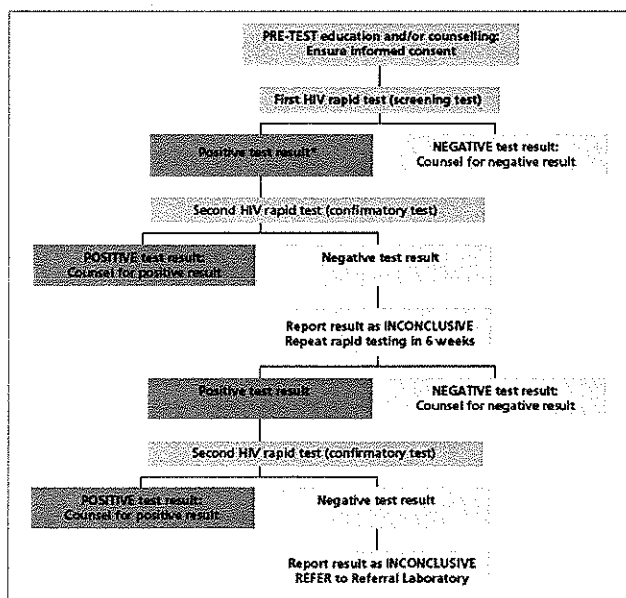 PRE-TEST education and/or counselling:
Ensure informed consent
First HIV rapid test (screening test)
Positive test result*
NEGATIVE test result:
Counsel for negative result
Second HIV rapid test (confirmatory test)
POSITIVE test result:
Counsel for positive result
Negative test result
Report result as INCONCLUSIVE
Repeat rapid testing in 6 weeks
Positive test result
NEGATIVE test result:
Counsel for negative result
Second HIV rapid test (confirmatory test)
POSITIVE test result:
Counsel for positive result
Negative test result
Report result as INCONCLUSIVE
REFER to Referral Laboratory